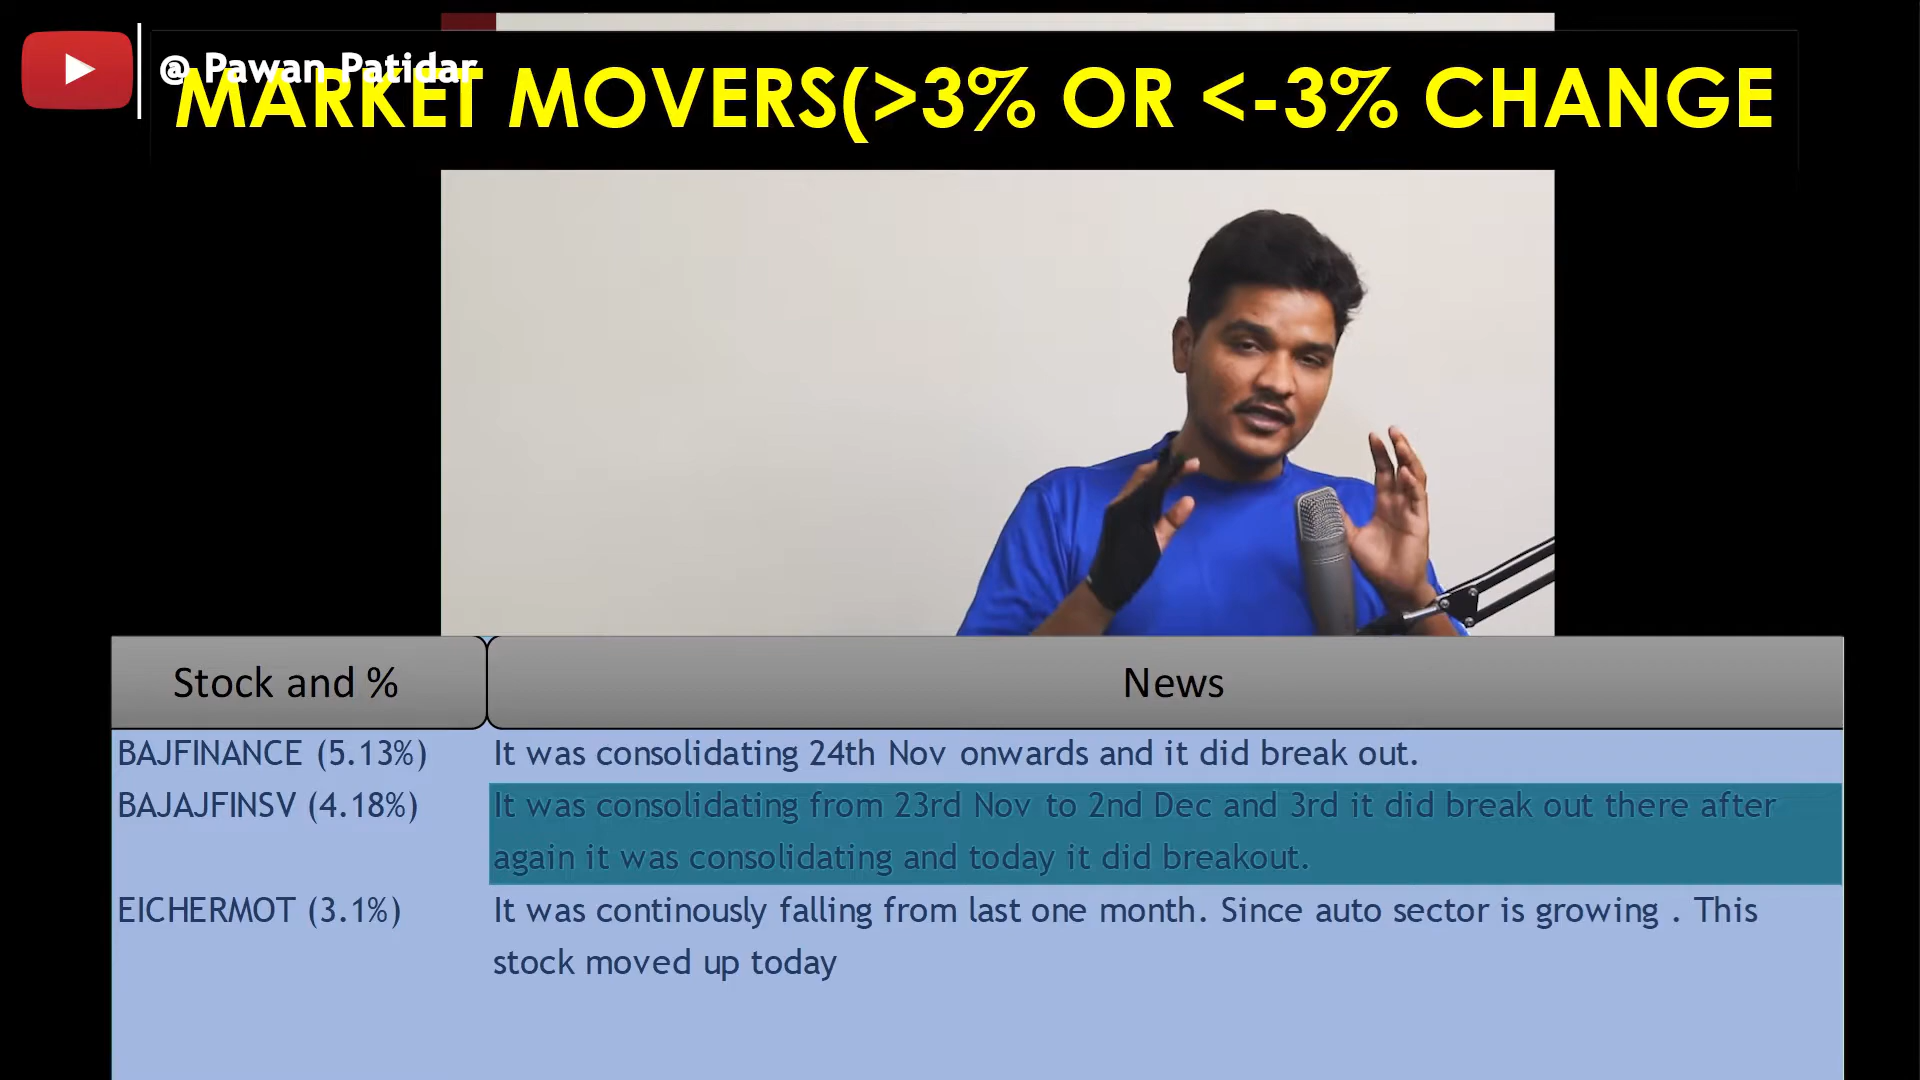 @ Pawan Patidar
MARKET MOVERS(>3% OR <-3% CHANGE
Stock and %
News
BAJFINANCE (5.13%)
It was consolidating 24th Nov onwards and it did break out.
BAJAJFINSV (4.18%)
It was consolidating from 23rd Nov to 2nd Dec and 3rd it did break out there after
again it was consolidating and today it did breakout.
EICHERMOT (3.1%)
It was continously falling from last one month. Since auto sector is growing . This
stock moved up today